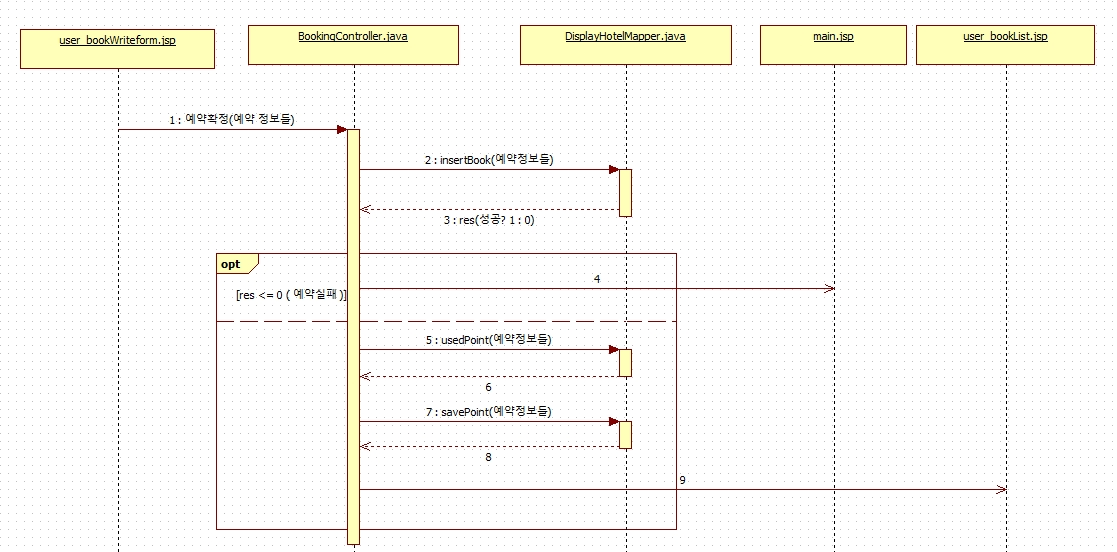 user_bookWriteform.jsp
BookingController.java
DisplayHotelMapper.java
main.jsp
user_bookList.jsp
1 : 예약확정(예약 정보들)
2 : insertBook(예약정보들)
3 : res(성공? 1 : 0)
opt
4
[res <= 0 ( 예약실패 )]
5 : usedPoint(예약정보들)
6
7 : savePoint(예약정보들)
8
9